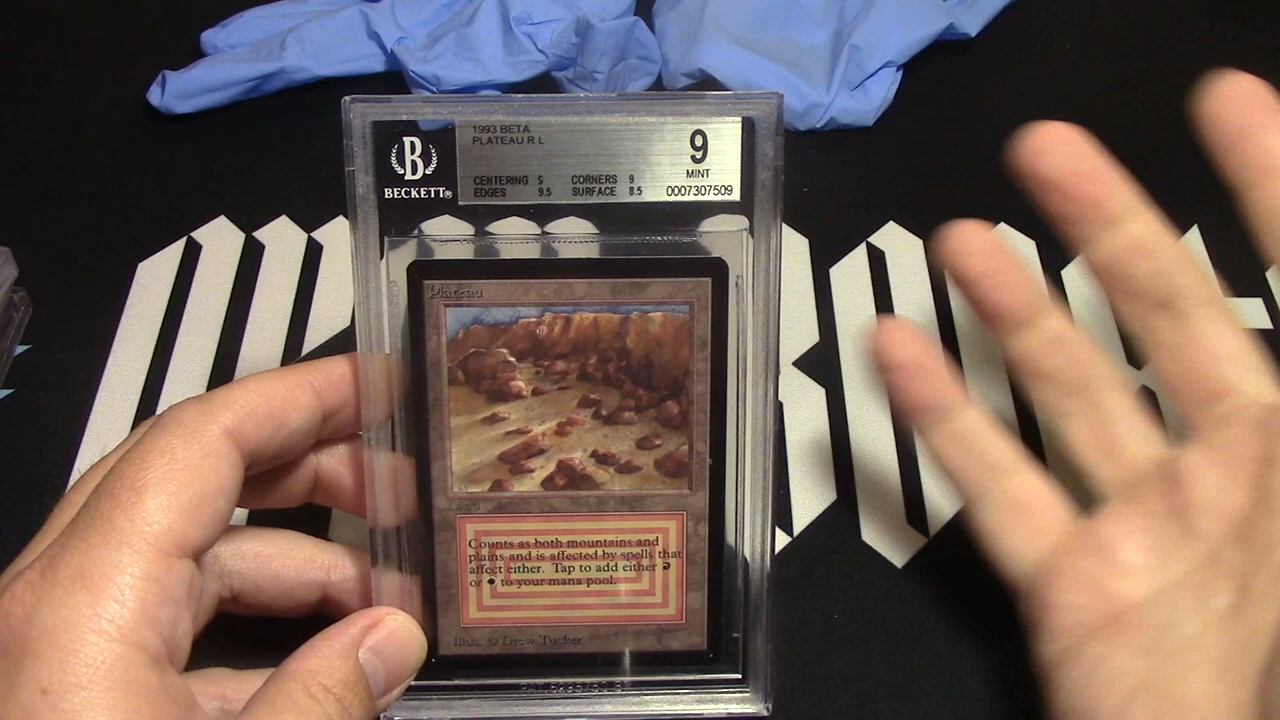 1993 BETA
PLATEAU R L
9
MINT
B
BECKETT®
CENTERING 9 CORNERS 9
EDGES 9.5 SURFACE 8.5
0007307509
Plateau
Land
Counts as both mountains and
plains and is affected by spells that
affect either. Tap to add either
or to your mana pool.
Illus. © Drew Tucker